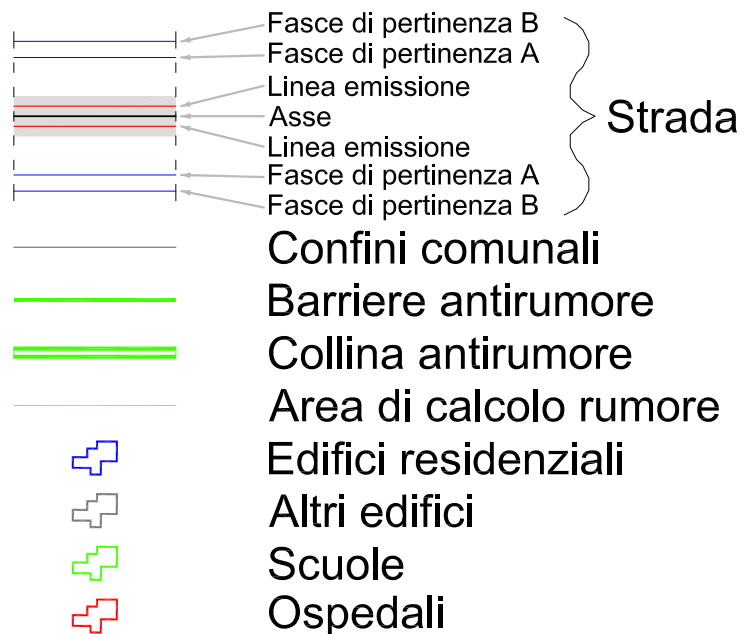 Fasce di pertinenza B
Fasce di pertinenza A
Linea emissione
Asse
Linea emissione
Fasce di pertinenza A
Fasce di pertinenza B
Strada
Confini comunali
Barriere antirumore
Collina antirumore
Area di calcolo rumore
Edifici residenziali
Altri edifici
Scuole
Ospedali